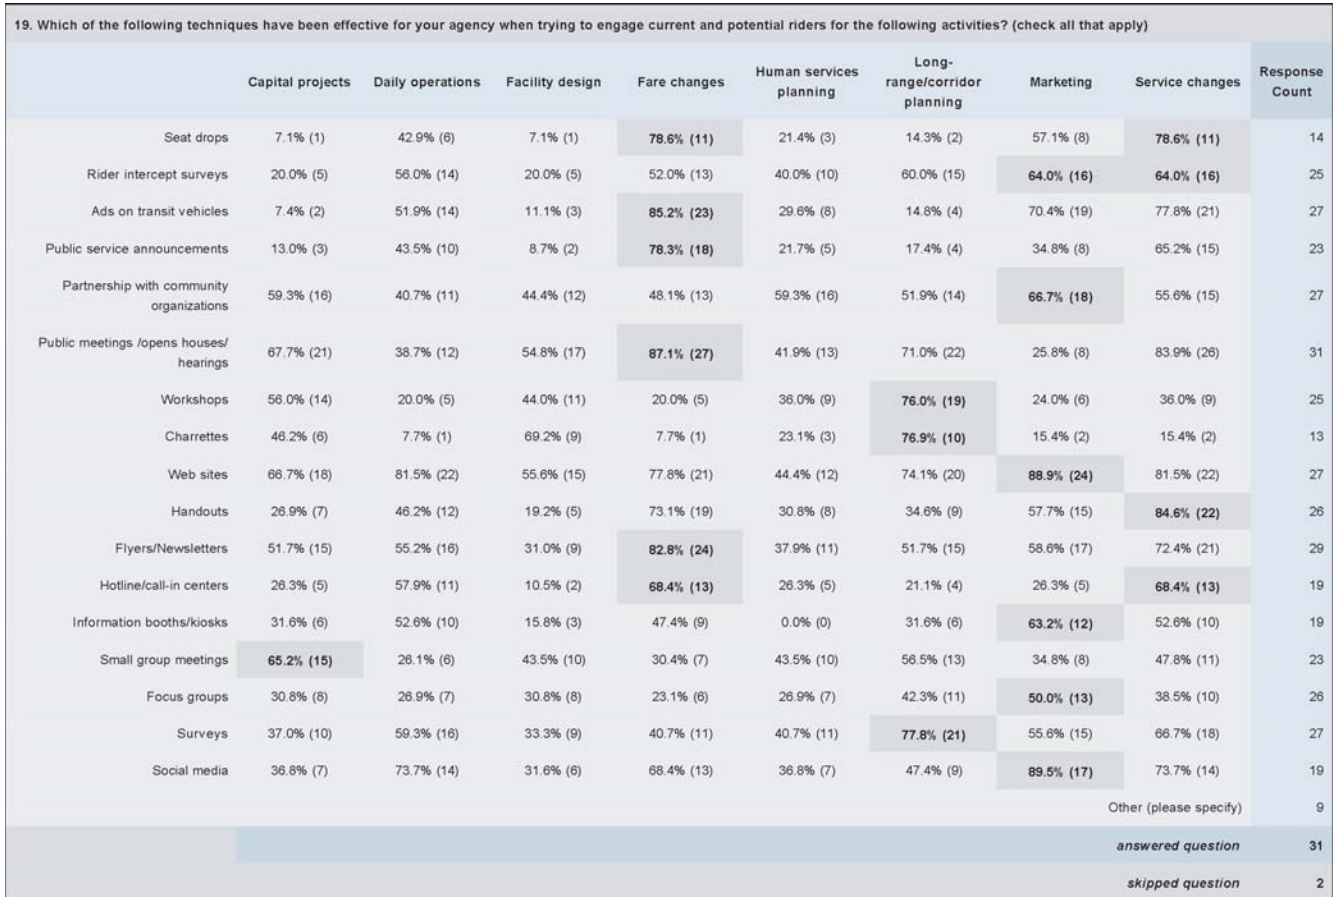 19. Which of the following techniques have been effective for your agency when trying to engage current and potential riders for the following activities? (check all that apply)
Capital projects Daily operations Facility design Fare changes Human services planning Long-range/corridor planning Marketing Service changes Response Count
Seat drops 7.1% (1) 42.9% (6) 7.1% (1) 78.6% (11) 21.4% (3) 14.3% (2) 57.1% (8) 78.6% (11) 14
Rider intercept surveys 20.0% (5) 56.0% (14) 20.0% (5) 52.0% (13) 40.0% (10) 60.0% (15) 64.0% (16) 64.0% (16) 25
Ads on transit vehicles 7.4% (2) 51.9% (14) 11.1% (3) 85.2% (23) 29.6% (8) 14.8% (4) 70.4% (19) 77.8% (21) 27
Public service announcements 13.0% (3) 43.5% (10) 8.7% (2) 78.3% (18) 21.7% (5) 17.4% (4) 34.8% (8) 65.2% (15) 23
Partnership with community organizations 59.3% (16) 40.7% (11) 44.4% (12) 48.1% (13) 59.3% (16) 51.9% (14) 66.7% (18) 55.6% (15) 27
Public meetings /opens houses/ hearings 67.7% (21) 38.7% (12) 54.8% (17) 87.1% (27) 41.9% (13) 71.0% (22) 25.8% (8) 83.9% (26) 31
Workshops 56.0% (14) 20.0% (5) 44.0% (11) 20.0% (5) 36.0% (9) 76.0% (19) 24.0% (6) 36.0% (9) 25
Charrettes 46.2% (6) 7.7% (1) 69.2% (9) 7.7% (1) 23.1% (3) 76.9% (10) 15.4% (2) 15.4% (2) 13
Web sites 66.7% (18) 81.5% (22) 55.6% (15) 77.8% (21) 44.4% (12) 74.1% (20) 88.9% (24) 81.5% (22) 27
Handouts 26.9% (7) 46.2% (12) 19.2% (5) 73.1% (19) 30.8% (8) 34.6% (9) 57.7% (15) 84.6% (22) 26
Flyers/Newsletters 51.7% (15) 55.2% (16) 31.0% (9) 82.8% (24) 37.9% (11) 51.7% (15) 58.6% (17) 72.4% (21) 29
Hotline/call-in centers 26.3% (5) 57.9% (11) 10.5% (2) 68.4% (13) 26.3% (5) 21.1% (4) 26.3% (5) 68.4% (13) 19
Information booths/kiosks 31.6% (6) 52.6% (10) 15.8% (3) 47.4% (9) 0.0% (0) 31.6% (6) 63.2% (12) 52.6% (10) 19
Small group meetings 65.2% (15) 26.1% (6) 43.5% (10) 30.4% (7) 43.5% (10) 56.5% (13) 34.8% (8) 47.8% (11) 23
Focus groups 30.8% (8) 26.9% (7) 30.8% (8) 23.1% (6) 26.9% (7) 42.3% (11) 50.0% (13) 38.5% (10) 26
Surveys 37.0% (10) 59.3% (16) 33.3% (9) 40.7% (11) 40.7% (11) 77.8% (21) 55.6% (15) 66.7% (18) 27
Social media 36.8% (7) 73.7% (14) 31.6% (6) 68.4% (13) 36.8% (7) 47.4% (9) 89.5% (17) 73.7% (14) 19
Other (please specify) 9
answered question 31
skipped question 2